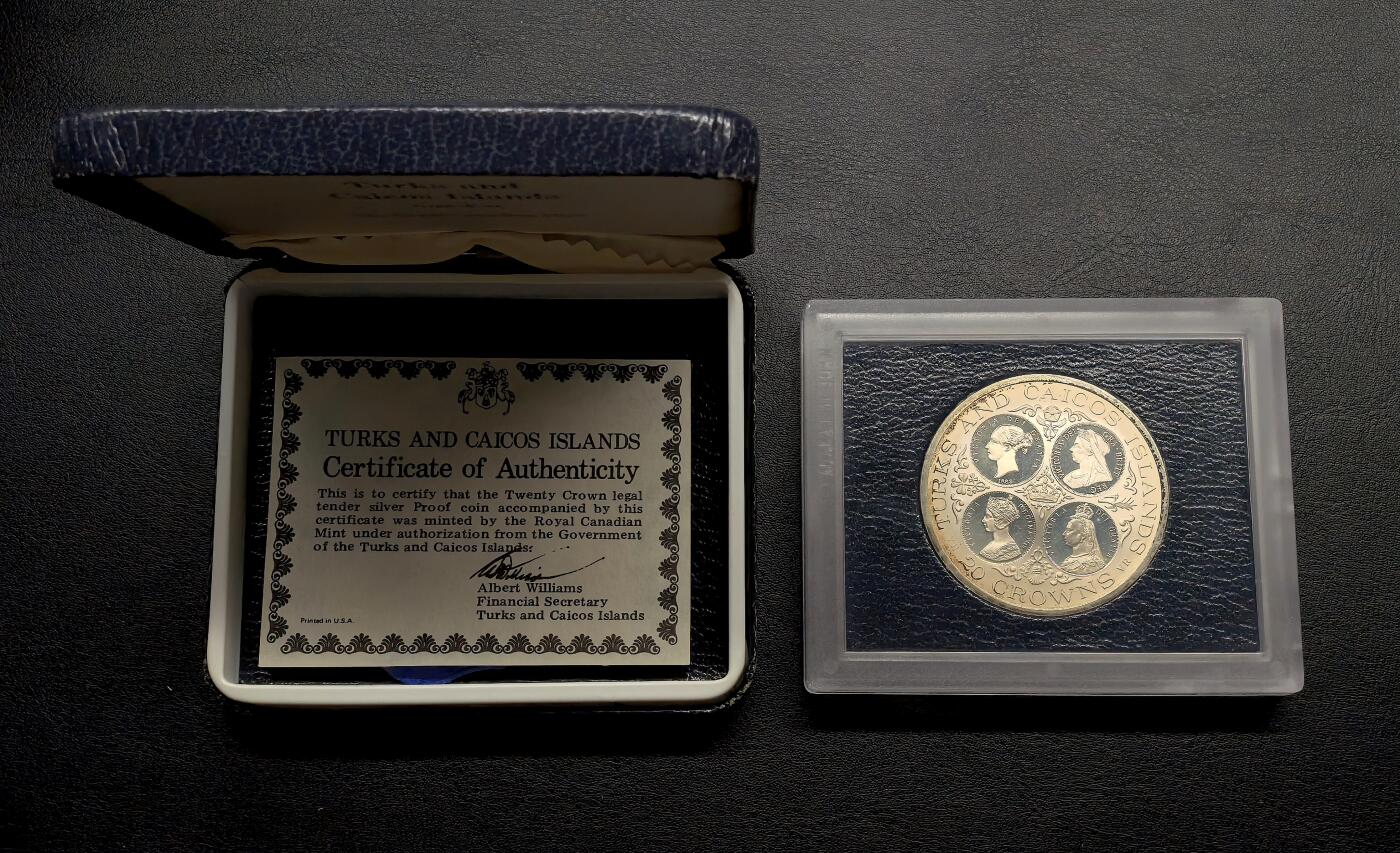 Turks and
Caicos Islands
TURKS AND CAICOS ISLANDS
Certificate of Authenticity
This is to certify that the Twenty Crown legal
tender silver Proof coin accompanied by this
certificate was minted by the Royal Canadian
Mint under authorization from the Government
of the Turks and Caicos Islands:
Albert Williams
Financial Secretary
Turks and Caicos Islands
Printed in U.S.A.
TURKS AND CAICOS ISLANDS
20 CROWNS